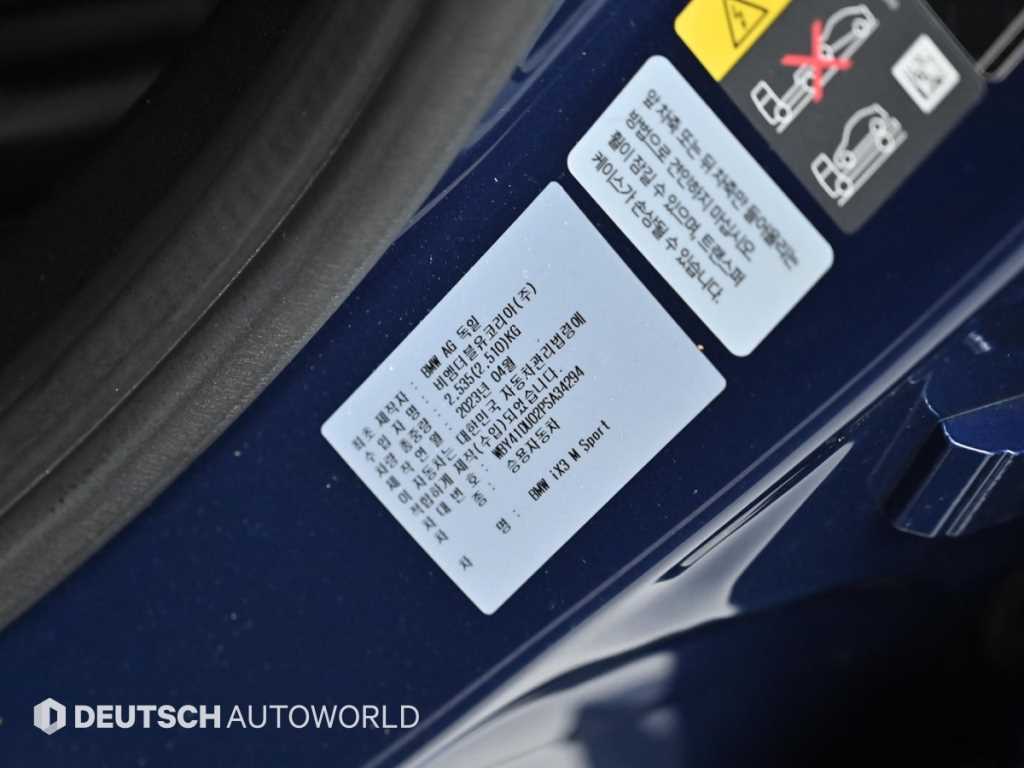 앞 차축 또는 뒤 차축만 들어올리는
방법으로 견인하지 마십시오.
휠이 잠길 수 있으며, 트랜스퍼
케이스가 손상될 수 있습니다.
최초 제작자 : BMW AG 독일
수 입 자 명 : 비엠더블유코리아(주)
차량 총중량 : 2,535(2,510)KG
제 작 연 월 : 2023년 04월
이 자동차는 대한민국 자동차관리법령에
적합하게 제작(수입)되었습니다.
차 대 번 호 : WBY41DU02PSA34294
차 종 : 승용자동차
차 명 : BMW iX3 M Sport
DEUTSCH AUTOWORLD